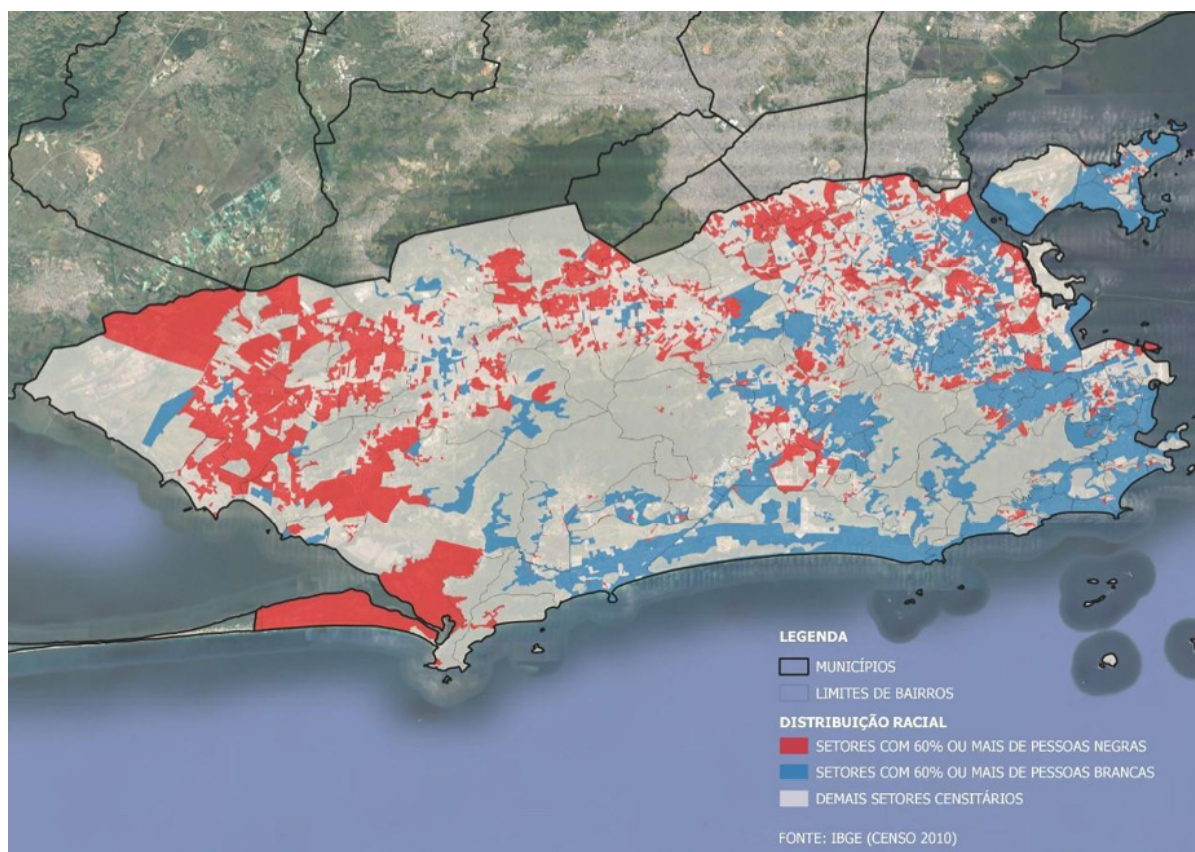 LEGENDA
MUNICÍPIOS
LIMITES DE BAIRROS
DISTRIBUIÇÃO RACIAL
SETORES COM 60% OU MAIS DE PESSOAS NEGRAS
SETORES COM 60% OU MAIS DE PESSOAS BRANCAS
DEMAIS SETORES CENSITÁRIOS
FONTE: IBGE (CENSO 2010)